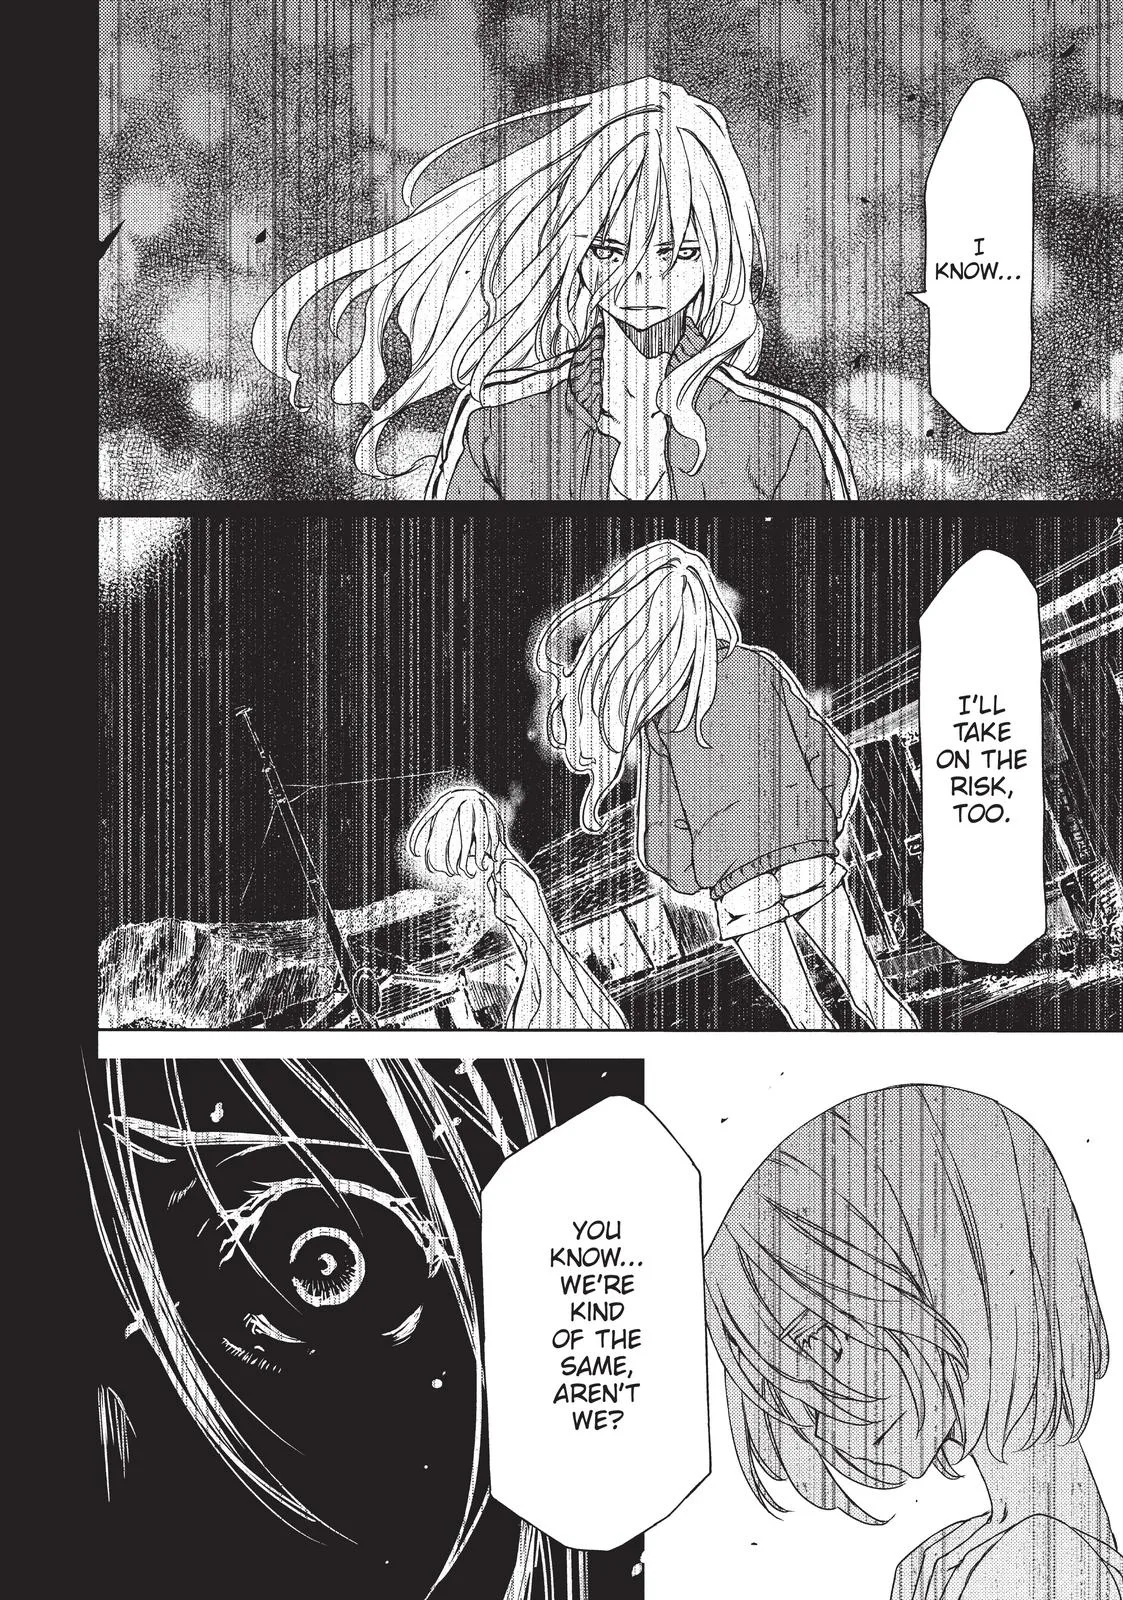 I
KNOW...
I'LL
TAKE
ON THE
RISK,
TOO.
YOU
KNOW...
WE'RE
KIND
OF THE
SAME,
AREN'T
WE?